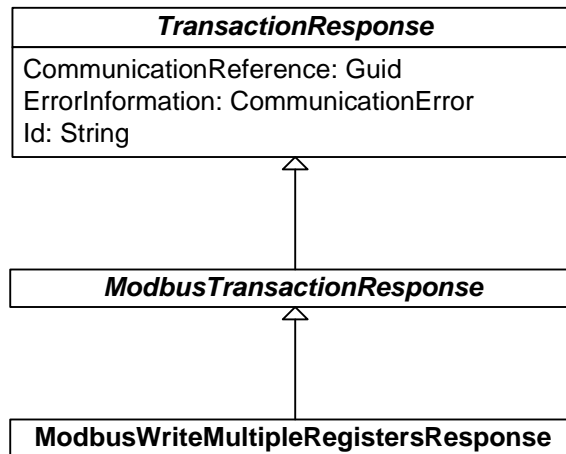 TransactionResponse
CommunicationReference: Guid
ErrorInformation: CommunicationError
Id: String
ModbusTransactionResponse
ModbusWriteMultipleRegistersResponse